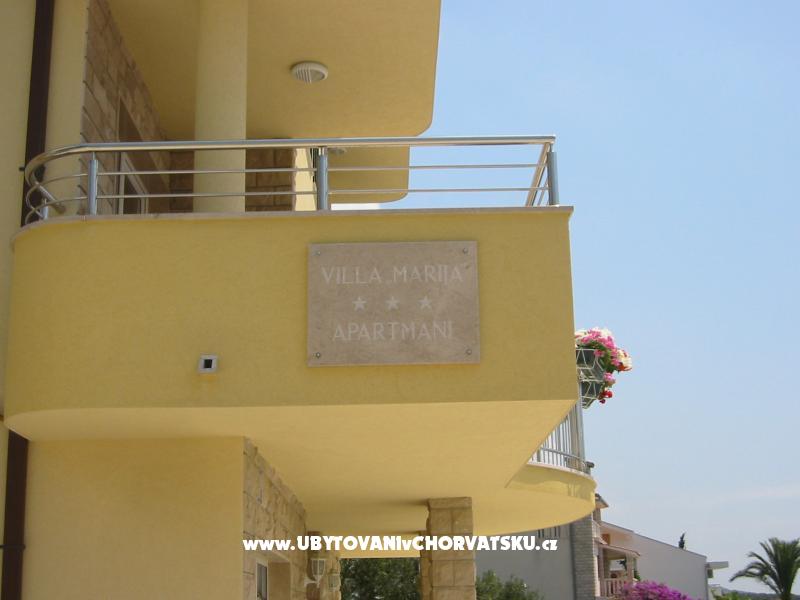 VILLA MARIJA
★ ★ ★
APARTMANI
www.UBYTOVANIvCHORVATSKU.cz